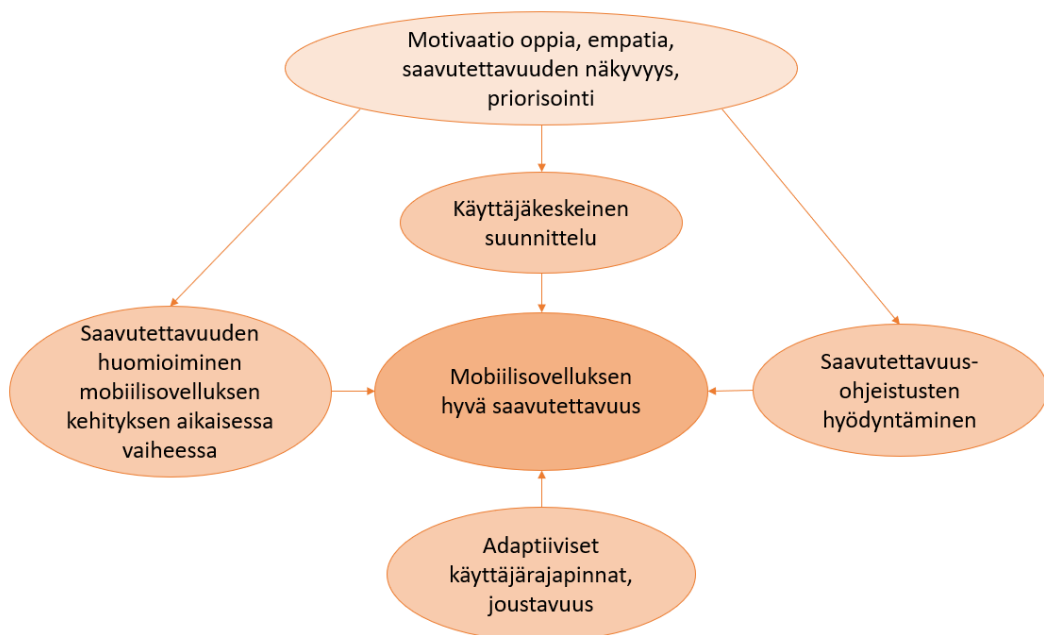 Motivaatio oppia, empatia,
saavutettavuuden näkyvyys,
priorisointi
Käyttäjäkeskeinen
suunnittelu
Saavutettavuuden
huomioiminen
mobiilisovelluksen
kehityksen aikaisessa
vaiheessa
Mobiilisovelluksen
hyvä saavutettavuus
Saavutettavuus-
ohjeistusten
hyödyntäminen
Adaptiiviset
käyttäjärajapinnat,
joustavuus